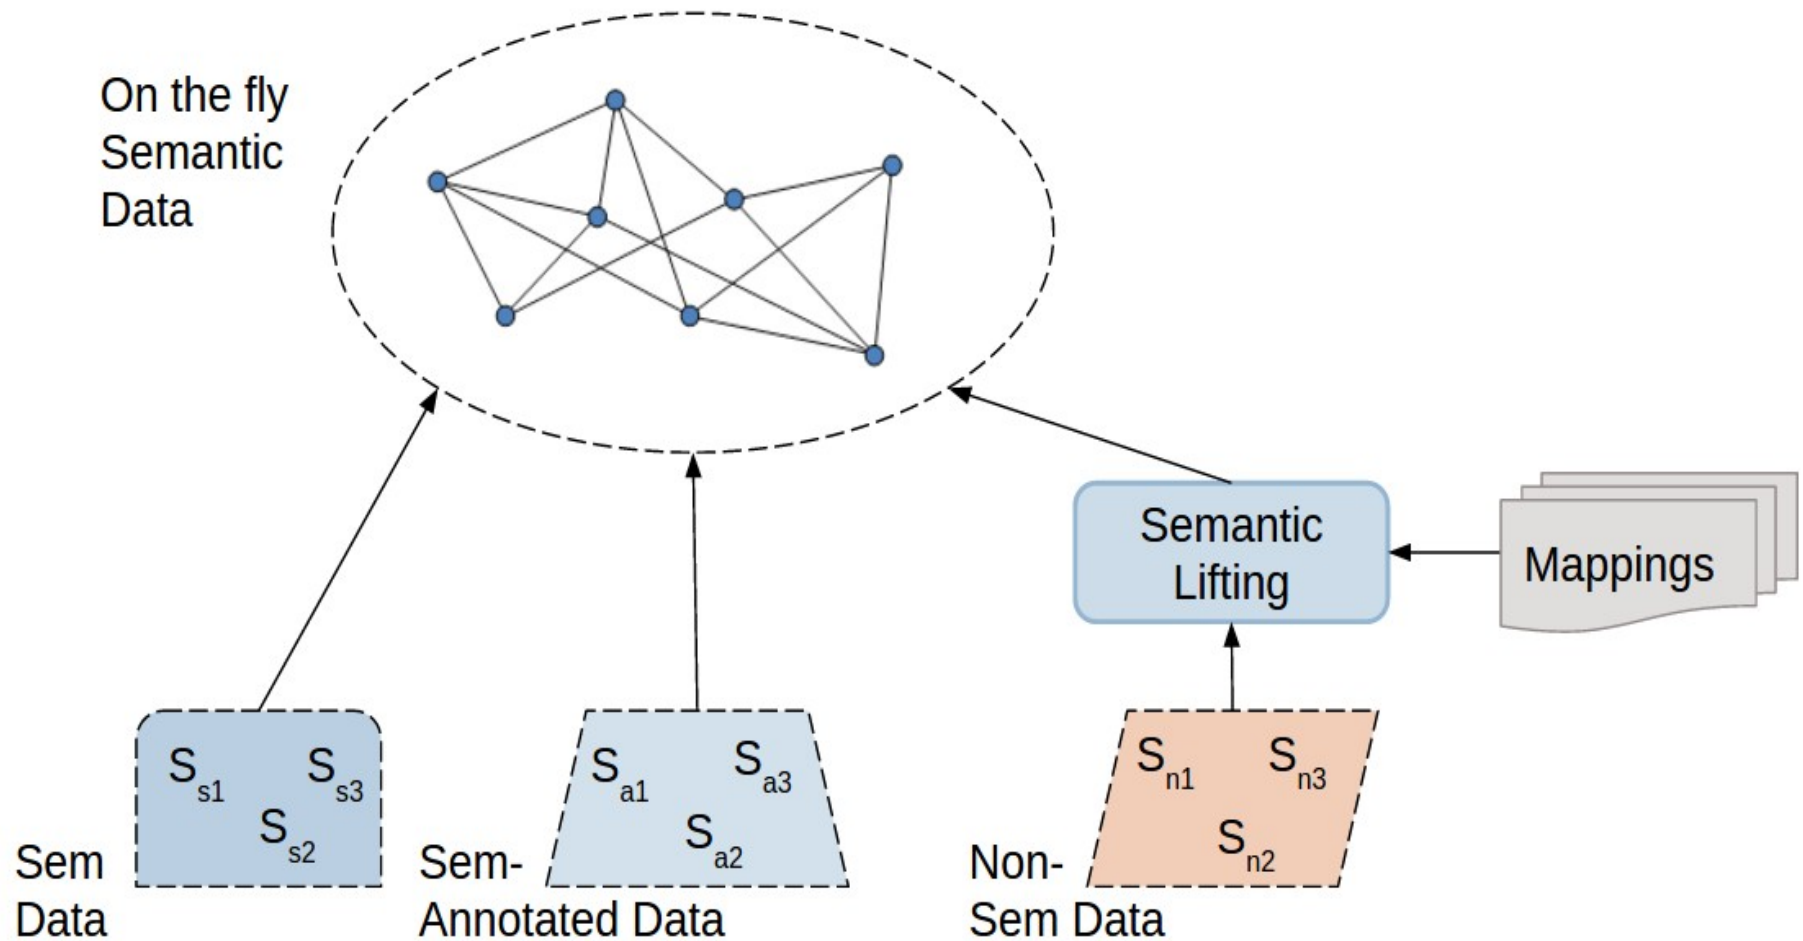 On the fly
Semantic
Data
Semantic
Lifting
Mappings
Ss1
Ss3
Ss2
Sem
Data
Sa1
Sa3
Sa2
Sem-
Annotated Data
Sn1
Sn3
Sn2
Non-
Sem Data